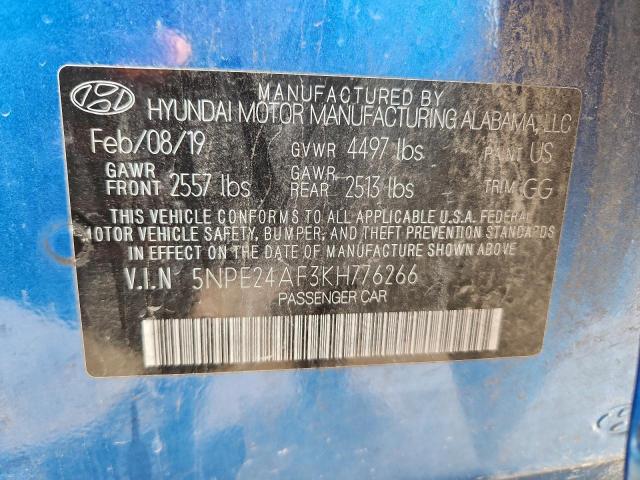 MANUFACTURED BY
HYUNDAI MOTOR MANUFACTURING ALABAMA, LLC
Feb/08/19 GVWR 4497 lbs PAINT US
GAWR FRONT 2557 lbs GAWR REAR 2513 lbs TRIM GG
THIS VEHICLE CONFORMS TO ALL APPLICABLE U.S.A. FEDERAL
MOTOR VEHICLE SAFETY, BUMPER, AND THEFT PREVENTION STANDARDS
IN EFFECT ON THE DATE OF MANUFACTURE SHOWN ABOVE
V.I.N 5NPE24AF3KH776266
PASSENGER CAR